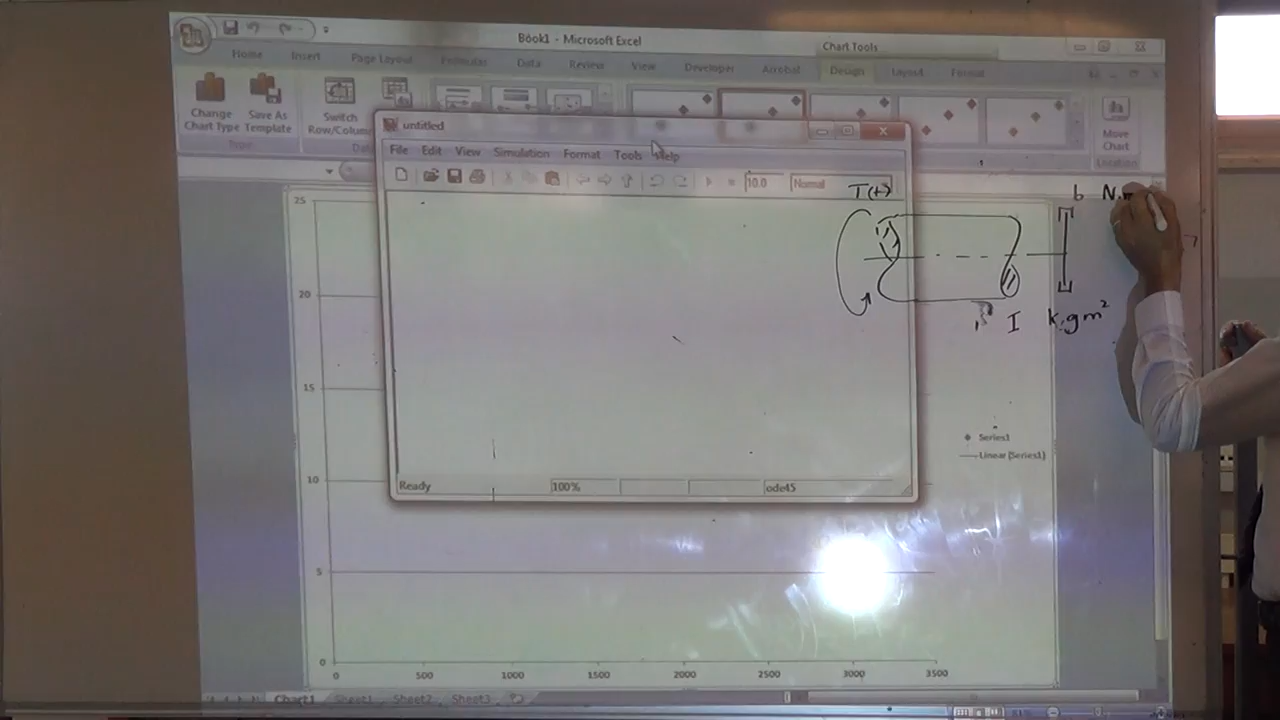 Book1 - Microsoft Excel
Chart Tools
Home Insert Page Layout Formulas Data Review View Developer Acrobat Design Layout Format
Change Chart Type
Save As Template
Switch Row/Column
Type
Move Chart
Location
untitled
File Edit View Simulation Format Tools Help
10.0 Normal
T(t)
b N.m
I kgm²
25
20
15
10
5
0
0 500 1000 1500 2000 2500 3000 3500
Series1
Linear (Series1)
Ready 100% ode45
Chart1 Sheet1 Sheet2 Sheet3